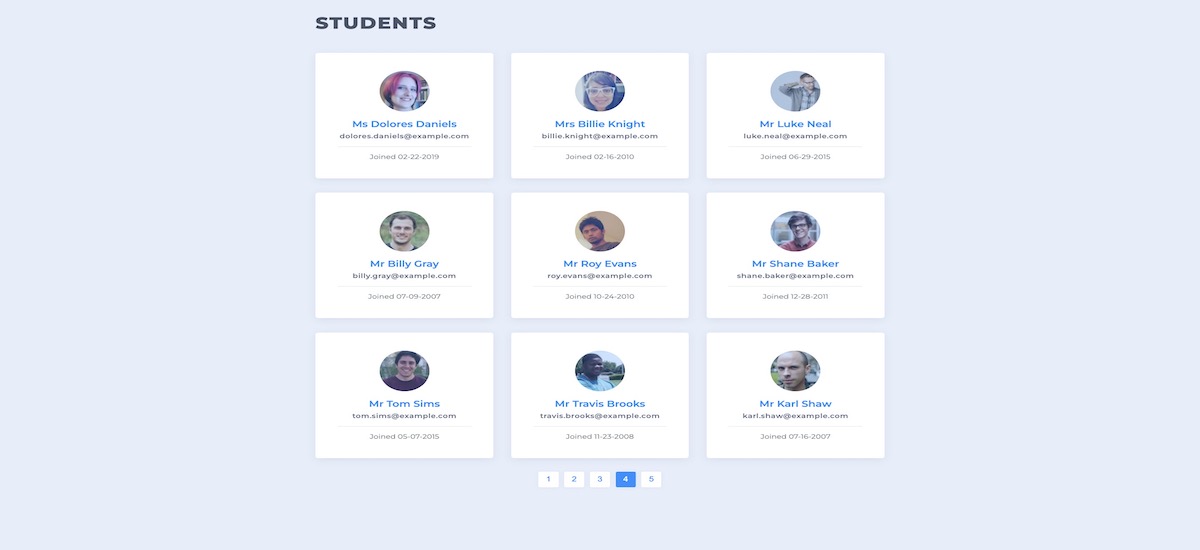 STUDENTS
Ms Dolores Daniels
dolores.daniels@example.com
Joined 02-22-2019
Mrs Billie Knight
billie.knight@example.com
Joined 02-16-2010
Mr Luke Neal
luke.neal@example.com
Joined 06-29-2015
Mr Billy Gray
billy.gray@example.com
Joined 07-09-2007
Mr Roy Evans
roy.evans@example.com
Joined 10-24-2010
Mr Shane Baker
shane.baker@example.com
Joined 12-28-2011
Mr Tom Sims
tom.sims@example.com
Joined 05-07-2015
Mr Travis Brooks
travis.brooks@example.com
Joined 11-23-2008
Mr Karl Shaw
karl.shaw@example.com
Joined 07-16-2007
1 2 3 4 5